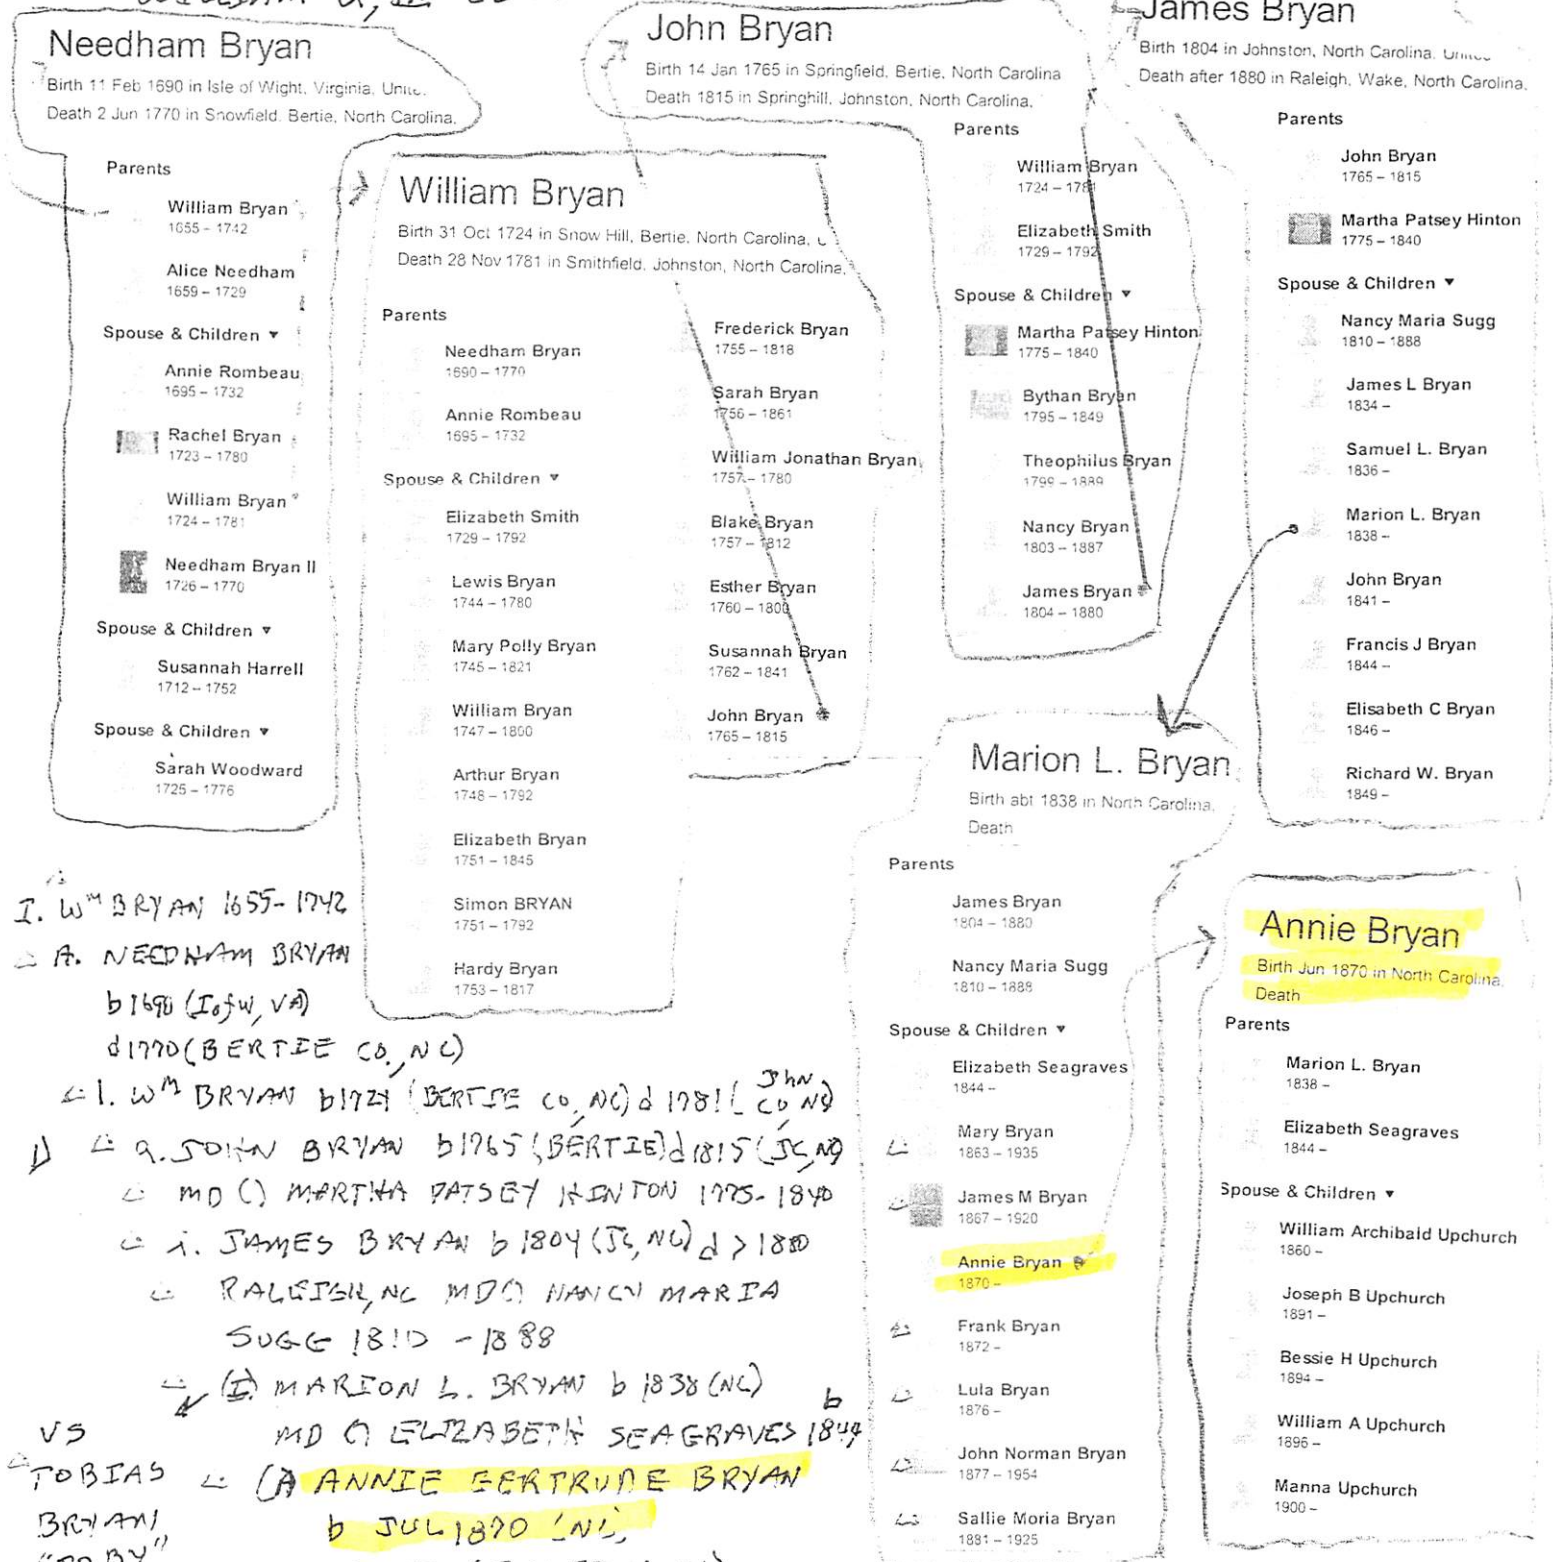 Needham Bryan
Birth 11 Feb 1690 in Isle of Wight, Virginia,
Death 2 Jun 1770 in Snowfield, Bertie, North Carolina,
Parents
William Bryan
1655 – 1742
Alice Needham
1659 – 1729
Spouse & Children ▼
Annie Rombeau
1695 – 1732
Rachel Bryan
1723 – 1780
William Bryan
1724 – 1781
Needham Bryan II
1726 – 1770
Spouse & Children ▼
Susannah Harrell
1712 – 1752
Spouse & Children ▼
Sarah Woodward
1725 – 1776
William Bryan
Birth 31 Oct 1724 in Snow Hill, Bertie, North Carolina,
Death 28 Nov 1781 in Smithfield, Johnston, North Carolina,
Parents
Needham Bryan
1690 – 1770
Annie Rombeau
1695 – 1732
Spouse & Children ▼
Elizabeth Smith
1729 – 1792
Lewis Bryan
1744 – 1780
Mary Polly Bryan
1745 – 1821
William Bryan
1747 – 1800
Arthur Bryan
1748 – 1792
Elizabeth Bryan
1751 – 1845
Simon BRYAN
1751 – 1792
Hardy Bryan
1753 – 1817
Frederick Bryan
1755 – 1818
Sarah Bryan
1756 – 1861
William Jonathan Bryan
1757 – 1780
Blake Bryan
1757 – 1812
Esther Bryan
1760 – 1800
Susannah Bryan
1762 – 1841
John Bryan
1765 – 1815
John Bryan
Birth 14 Jan 1765 in Springfield, Bertie, North Carolina
Death 1815 in Springhill, Johnston, North Carolina,
Parents
William Bryan
1724 – 1781
Elizabeth Smith
1729 – 1792
Spouse & Children ▼
Martha Patsey Hinton
1775 – 1840
Bythan Bryan
1795 – 1849
Theophilus Bryan
1799 – 1889
Nancy Bryan
1803 – 1887
James Bryan
1804 – 1880
James Bryan
Birth 1804 in Johnston, North Carolina,
Death after 1880 in Raleigh, Wake, North Carolina,
Parents
John Bryan
1765 – 1815
Martha Patsey Hinton
1775 – 1840
Spouse & Children ▼
Nancy Maria Sugg
1810 – 1888
James L Bryan
1834 –
Samuel L. Bryan
1836 –
Marion L. Bryan
1838 –
John Bryan
1841 –
Francis J Bryan
1844 –
Elisabeth C Bryan
1846 –
Richard W. Bryan
1849 –
Marion L. Bryan
Birth abt 1838 in North Carolina,
Death
Parents
James Bryan
1804 – 1880
Nancy Maria Sugg
1810 – 1888
Spouse & Children ▼
Elizabeth Seagraves
1844 –
Mary Bryan
1863 – 1935
James M Bryan
1867 – 1920
Annie Bryan
1870 –
Frank Bryan
1872 –
Lula Bryan
1876 –
John Norman Bryan
1877 – 1954
Sallie Moria Bryan
1881 – 1925
Annie Bryan
Birth Jun 1870 in North Carolina,
Death
Parents
Marion L. Bryan
1838 –
Elizabeth Seagraves
1844 –
Spouse & Children ▼
William Archibald Upchurch
1860 –
Joseph B Upchurch
1891 –
Bessie H Upchurch
1894 –
William A Upchurch
1896 –
Manna Upchurch
1900 –
I. Wm BRYAN 1655-1742
A. NEEDHAM BRYAN
b 1690 (I of W, VA)
d 1770 (BERTIE CO, NC)
1. Wm BRYAN b 1724 (BERTIE CO, NC) d 1781 (JOHN CO NC)
a. JOHN BRYAN b 1765 (BERTIE) d 1815 (JC, NC)
MD () MARTHA PATSEY HINTON 1775-1840
i. JAMES BRYAN b 1804 (JC, NC) d > 1880
RALEIGH, NC MD () NANCY MARIA
SUGG 1810 - 1888
(I) MARION L. BRYAN b 1838 (NC)
MD () ELIZABETH SEAGRAVES b 1844
(A) ANNIE GERTRUDE BRYAN
b JUL 1870 (NC)
VS
TOBIAS
BRYAN
"TOBY"